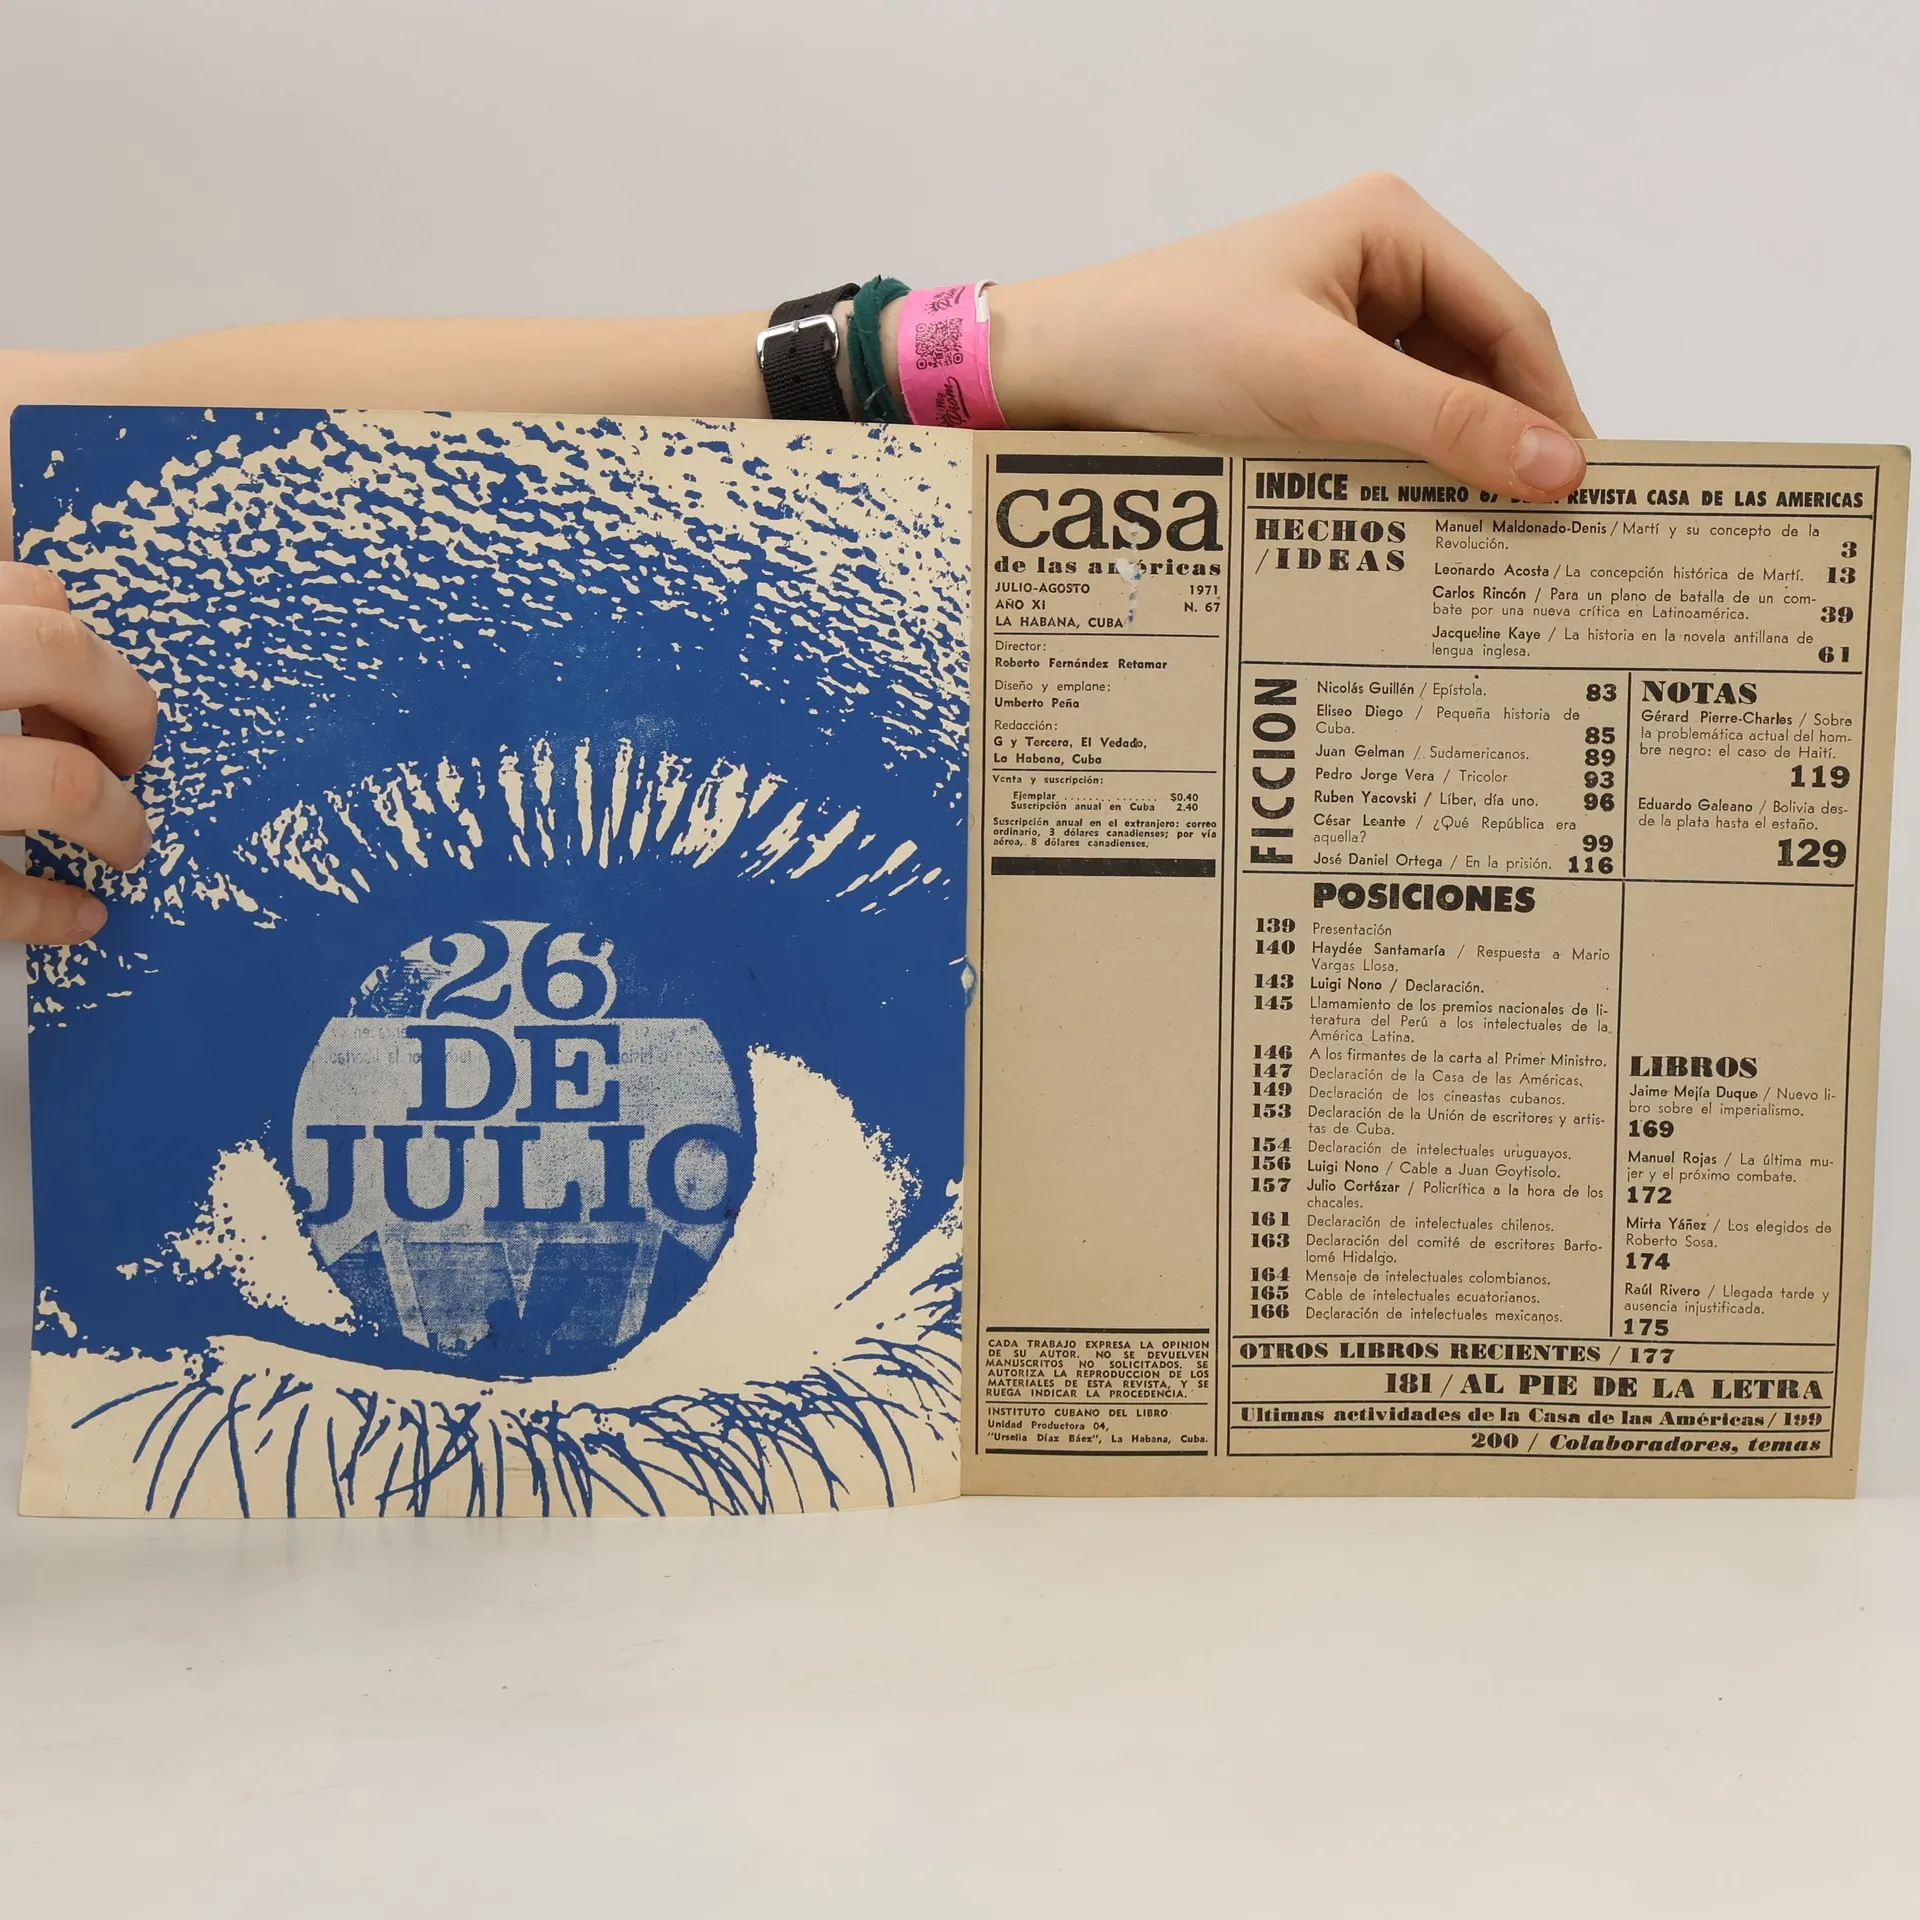 26
DE
JULIO
casa
de las américas
JULIO-AGOSTO 1971
AÑO XI N. 67
LA HABANA, CUBA
Director:
Roberto Fernández Retamar
Diseño y emplane:
Umberto Peña
Redacción:
G y Tercera, El Vedado,
La Habana, Cuba
Venta y suscripción:
Ejemplar .............. $0.40
Suscripción anual en Cuba 2.40
Suscripción anual en el extranjero: correo
ordinario, 3 dólares canadienses; por vía
aérea, 8 dólares canadienses.
CADA TRABAJO EXPRESA LA OPINION
DE SU AUTOR. NO SE DEVUELVEN
MANUSCRITOS NO SOLICITADOS. SE
AUTORIZA LA REPRODUCCION DE LOS
MATERIALES DE ESTA REVISTA, Y SE
RUEGA INDICAR LA PROCEDENCIA.
INSTITUTO CUBANO DEL LIBRO
Unidad Productora 04,
"Urselia Díaz Báez", La Habana, Cuba.
INDICE DEL NUMERO 67 REVISTA CASA DE LAS AMERICAS
HECHOS
/IDEAS
Manuel Maldonado-Denis / Martí y su concepto de la
Revolución. 3
Leonardo Acosta / La concepción histórica de Martí. 13
Carlos Rincón / Para un plano de batalla de un com-
bate por una nueva crítica en Latinoamérica. 39
Jacqueline Kaye / La historia en la novela antillana de
lengua inglesa. 61
FICCION
Nicolás Guillén / Epístola. 83
Eliseo Diego / Pequeña historia de
Cuba. 85
Juan Gelman / Sudamericanos. 89
Pedro Jorge Vera / Tricolor 93
Ruben Yacovski / Líber, día uno. 96
César Leante / ¿Qué República era
aquella? 99
José Daniel Ortega / En la prisión. 116
NOTAS
Gérard Pierre-Charles / Sobre
la problemática actual del hom-
bre negro: el caso de Haití.
119
Eduardo Galeano / Bolivia des-
de la plata hasta el estaño.
129
POSICIONES
139 Presentación
140 Haydée Santamaría / Respuesta a Mario
Vargas Llosa.
143 Luigi Nono / Declaración.
145 Llamamiento de los premios nacionales de li-
teratura del Perú a los intelectuales de la
América Latina.
146 A los firmantes de la carta al Primer Ministro.
147 Declaración de la Casa de las Américas.
149 Declaración de los cineastas cubanos.
153 Declaración de la Unión de escritores y artis-
tas de Cuba.
154 Declaración de intelectuales uruguayos.
156 Luigi Nono / Cable a Juan Goytisolo.
157 Julio Cortázar / Policrítica a la hora de los
chacales.
161 Declaración de intelectuales chilenos.
163 Declaración del comité de escritores Barto-
lomé Hidalgo.
164 Mensaje de intelectuales colombianos.
165 Cable de intelectuales ecuatorianos.
166 Declaración de intelectuales mexicanos.
LIBROS
Jaime Mejía Duque / Nuevo li-
bro sobre el imperialismo.
169
Manuel Rojas / La última mu-
jer y el próximo combate.
172
Mirta Yáñez / Los elegidos de
Roberto Sosa.
174
Raúl Rivero / Llegada tarde y
ausencia injustificada.
175
OTROS LIBROS RECIENTES / 177
181 / AL PIE DE LA LETRA
Ultimas actividades de la Casa de las Américas / 199
200 / Colaboradores, temas